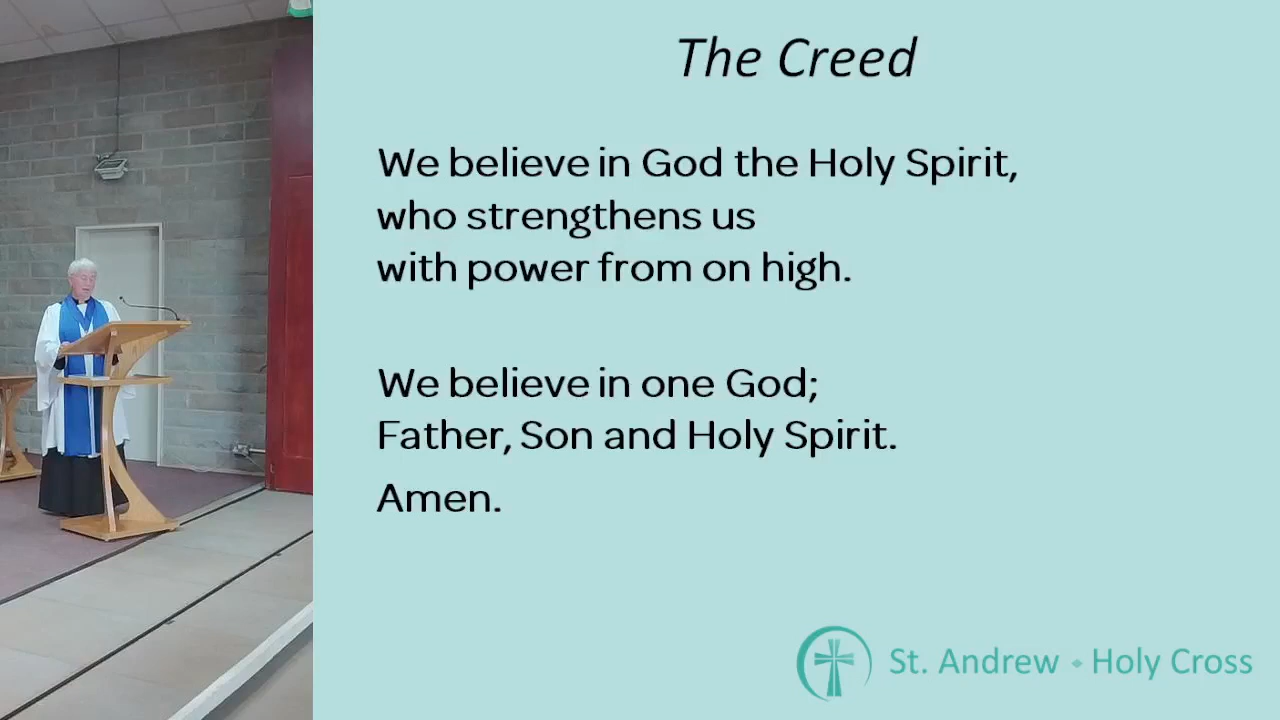 The Creed
We believe in God the Holy Spirit,
who strengthens us
with power from on high.
We believe in one God;
Father, Son and Holy Spirit.
Amen.
St. Andrew Holy Cross